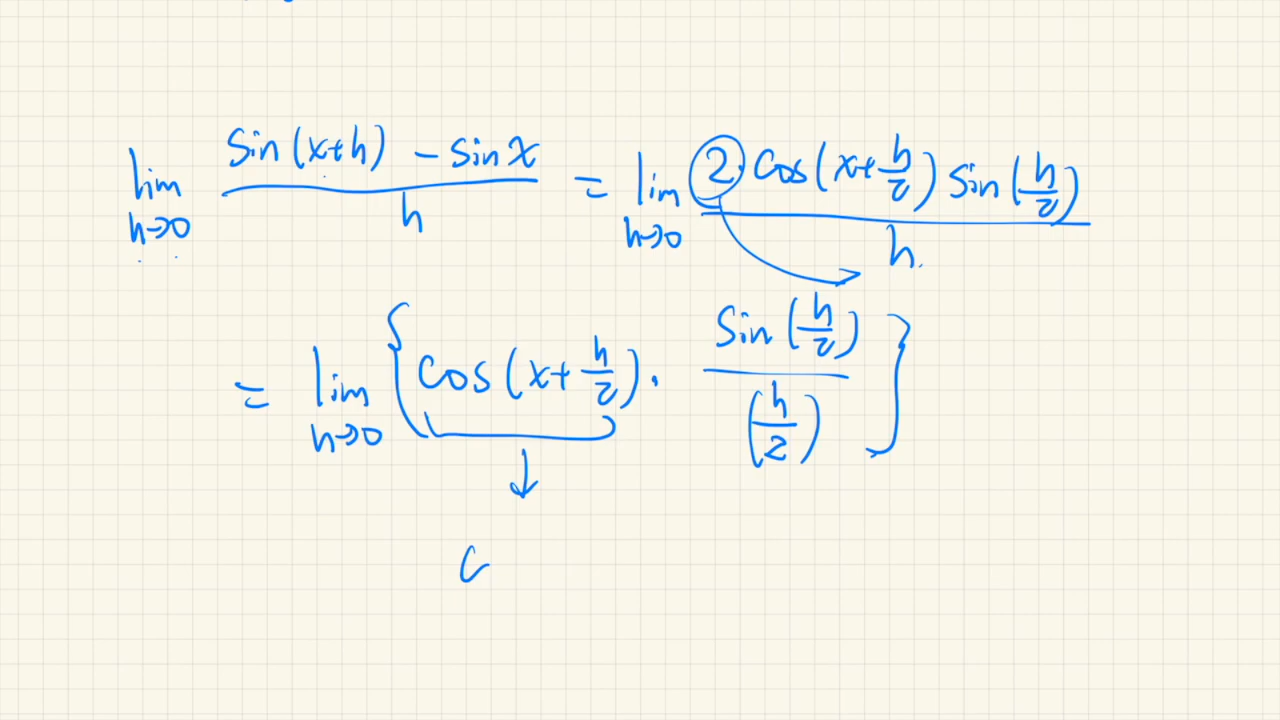 lim h→0 (sin(x+h) - sin x)/h = lim h→0 (2·cos(x+h/2) sin(h/2))/h
= lim h→0 {cos(x+h/2) · sin(h/2)/(h/2)}
↓
c